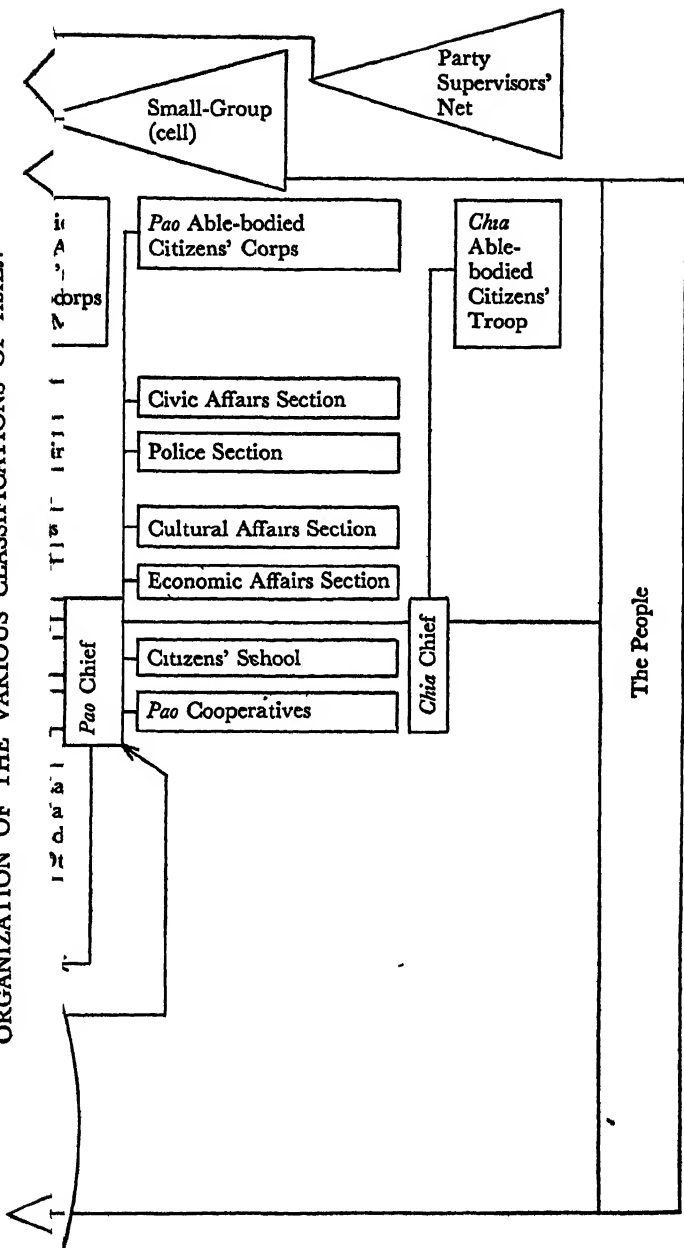 ORGANIZATION OF THE VARIOUS CLASSIFICATIONS OF
Party
Supervisors'
Net
Small-Group
(cell)
corps
Pao Able-bodied
Citizens' Corps
Chia
Able-
bodied
Citizens'
Troop
Civic Affairs Section
Police Section
Cultural Affairs Section
Economic Affairs Section
Pao Chief
Citizens' School
Chia Chief
Pao Cooperatives
The People